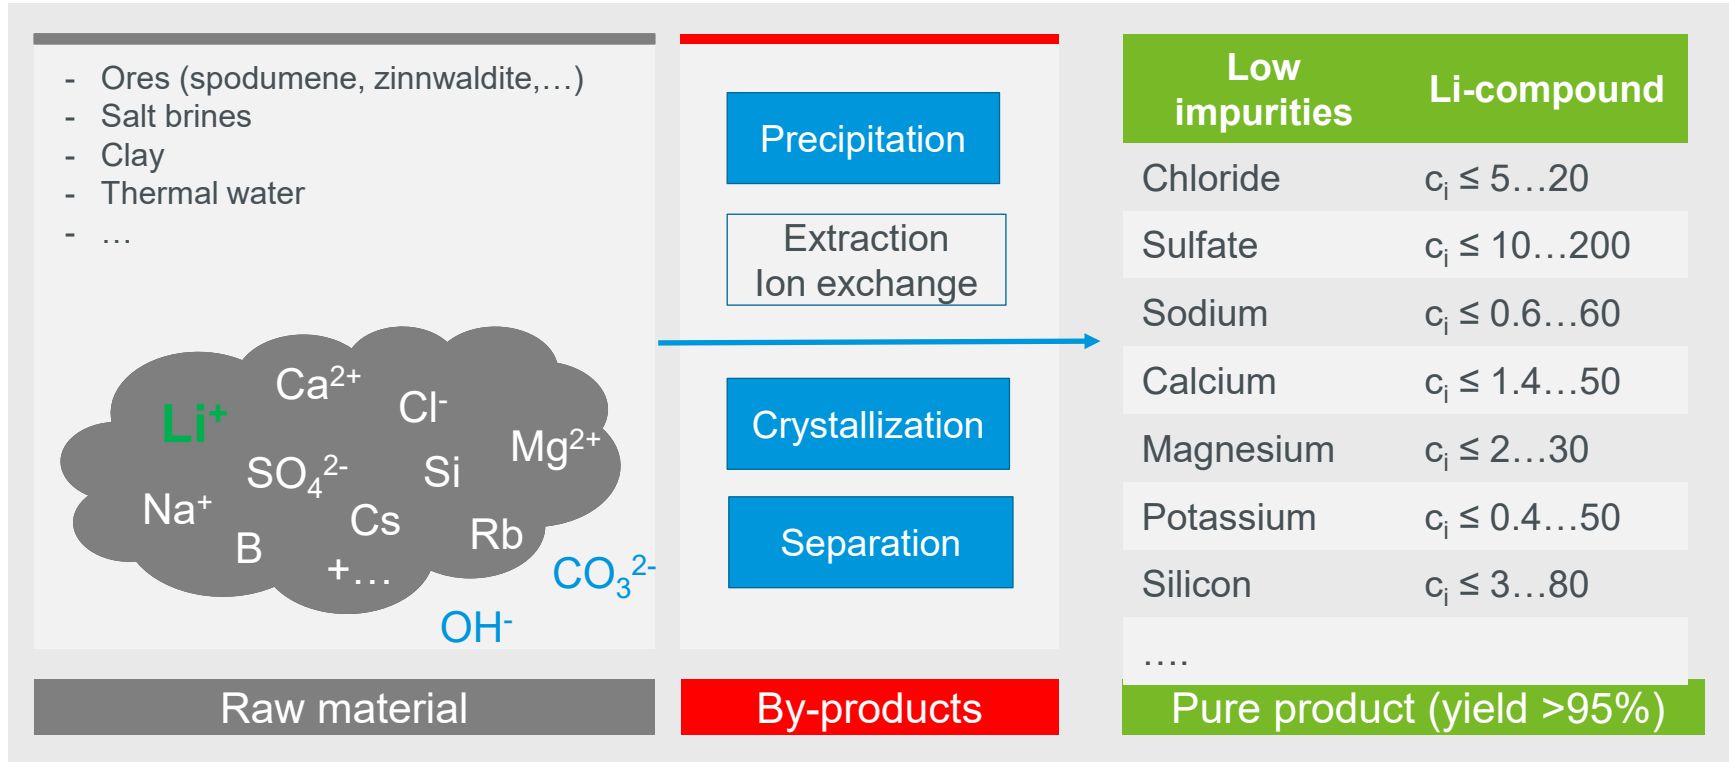 - Ores (spodumene, zinnwaldite,…)
- Salt brines
- Clay
- Thermal water
- …
Li⁺
Ca²⁺
Cl⁻
Mg²⁺
SO₄²⁻
Si
Na⁺
Cs
Rb
B
+…
CO₃²⁻
OH⁻
Raw material
Precipitation
Extraction
Ion exchange
Crystallization
Separation
By-products
Low impurities Li-compound
Chloride cᵢ ≤ 5…20
Sulfate cᵢ ≤ 10…200
Sodium cᵢ ≤ 0.6…60
Calcium cᵢ ≤ 1.4…50
Magnesium cᵢ ≤ 2…30
Potassium cᵢ ≤ 0.4…50
Silicon cᵢ ≤ 3…80
….
Pure product (yield >95%)